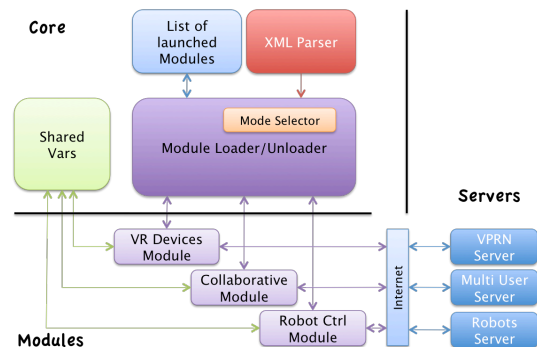 Core
List of
launched
Modules
XML Parser
Mode Selector
Module Loader/Unloader
Shared
Vars
Servers
VR Devices
Module
VPRN
Server
Collaborative
Module
Internet
Multi User
Server
Robot Ctrl
Module
Robots
Server
Modules